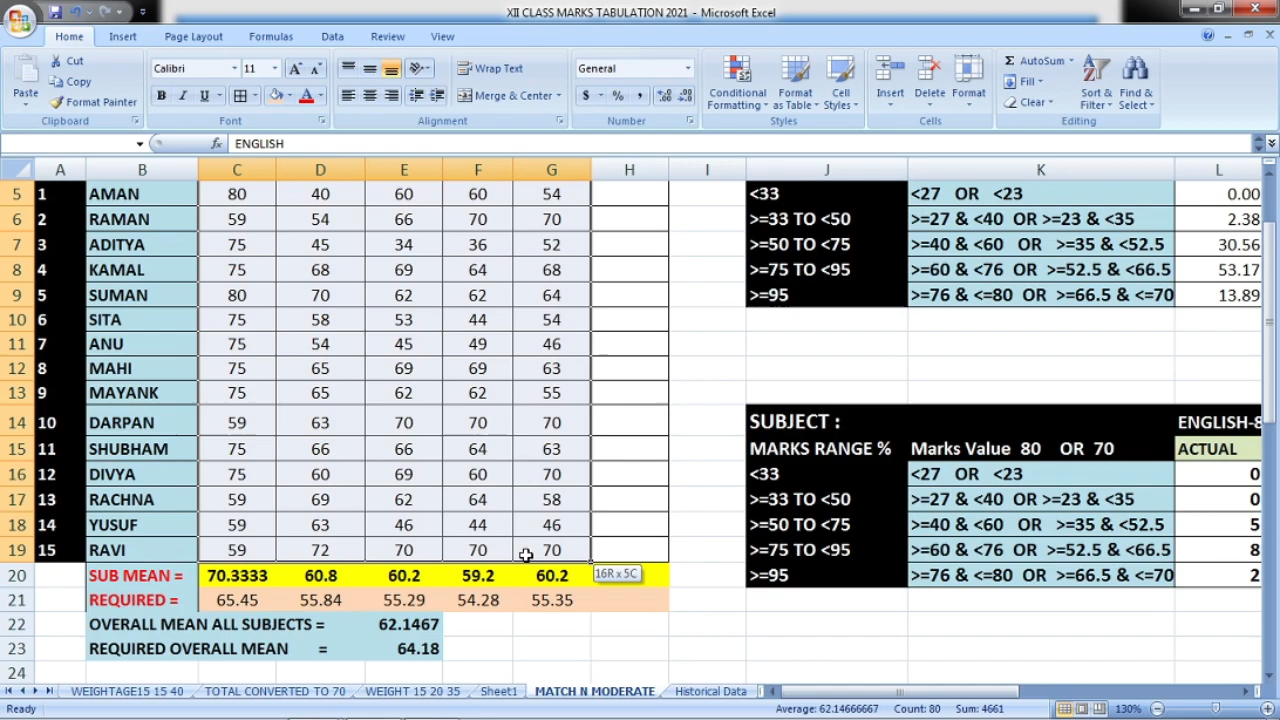 XII CLASS MARKS TABULATION 2021 - Microsoft Excel
Home Insert Page Layout Formulas Data Review View
Paste Cut Copy Format Painter Clipboard
Calibri 11 B I U A Font
Wrap Text Merge & Center Alignment
General $ % , Number
Conditional Formatting Format as Table Cell Styles Styles
Insert Delete Format Cells
Σ AutoSum Fill Clear Sort & Filter Find & Select Editing
fx ENGLISH
A B C D E F G H I J K L
5 1 AMAN 80 40 60 60 54 <33 <27 OR <23 0.00
6 2 RAMAN 59 54 66 70 70 >=33 TO <50 >=27 & <40 OR >=23 & <35 2.38
7 3 ADITYA 75 45 34 36 52 >=50 TO <75 >=40 & <60 OR >=35 & <52.5 30.56
8 4 KAMAL 75 68 69 64 68 >=75 TO <95 >=60 & <76 OR >=52.5 & <66.5 53.17
9 5 SUMAN 80 70 62 62 64 >=95 >=76 & <=80 OR >=66.5 & <=70 13.89
10 6 SITA 75 58 53 44 54
11 7 ANU 75 54 45 49 46
12 8 MAHI 75 65 69 69 63
13 9 MAYANK 75 65 62 62 55
14 10 DARPAN 59 63 70 70 70 SUBJECT : ENGLISH-8
15 11 SHUBHAM 75 66 66 64 63 MARKS RANGE % Marks Value 80 OR 70 ACTUAL
16 12 DIVYA 75 60 69 60 70 <33 <27 OR <23 0
17 13 RACHNA 59 69 62 64 58 >=33 TO <50 >=27 & <40 OR >=23 & <35 0
18 14 YUSUF 59 63 46 44 46 >=50 TO <75 >=40 & <60 OR >=35 & <52.5 5
19 15 RAVI 59 72 70 70 70 >=75 TO <95 >=60 & <76 OR >=52.5 & <66.5 8
20 SUB MEAN = 70.3333 60.8 60.2 59.2 60.2 16R x 5C >=95 >=76 & <=80 OR >=66.5 & <=70 2
21 REQUIRED = 65.45 55.84 55.29 54.28 55.35
22 OVERALL MEAN ALL SUBJECTS = 62.1467
23 REQUIRED OVERALL MEAN = 64.18
24
WEIGHTAGE15 15 40 TOTAL CONVERTED TO 70 WEIGHT 15 20 35 Sheet1 MATCH N MODERATE Historical Data
Ready Average: 62.14666667 Count: 80 Sum: 4661 130%